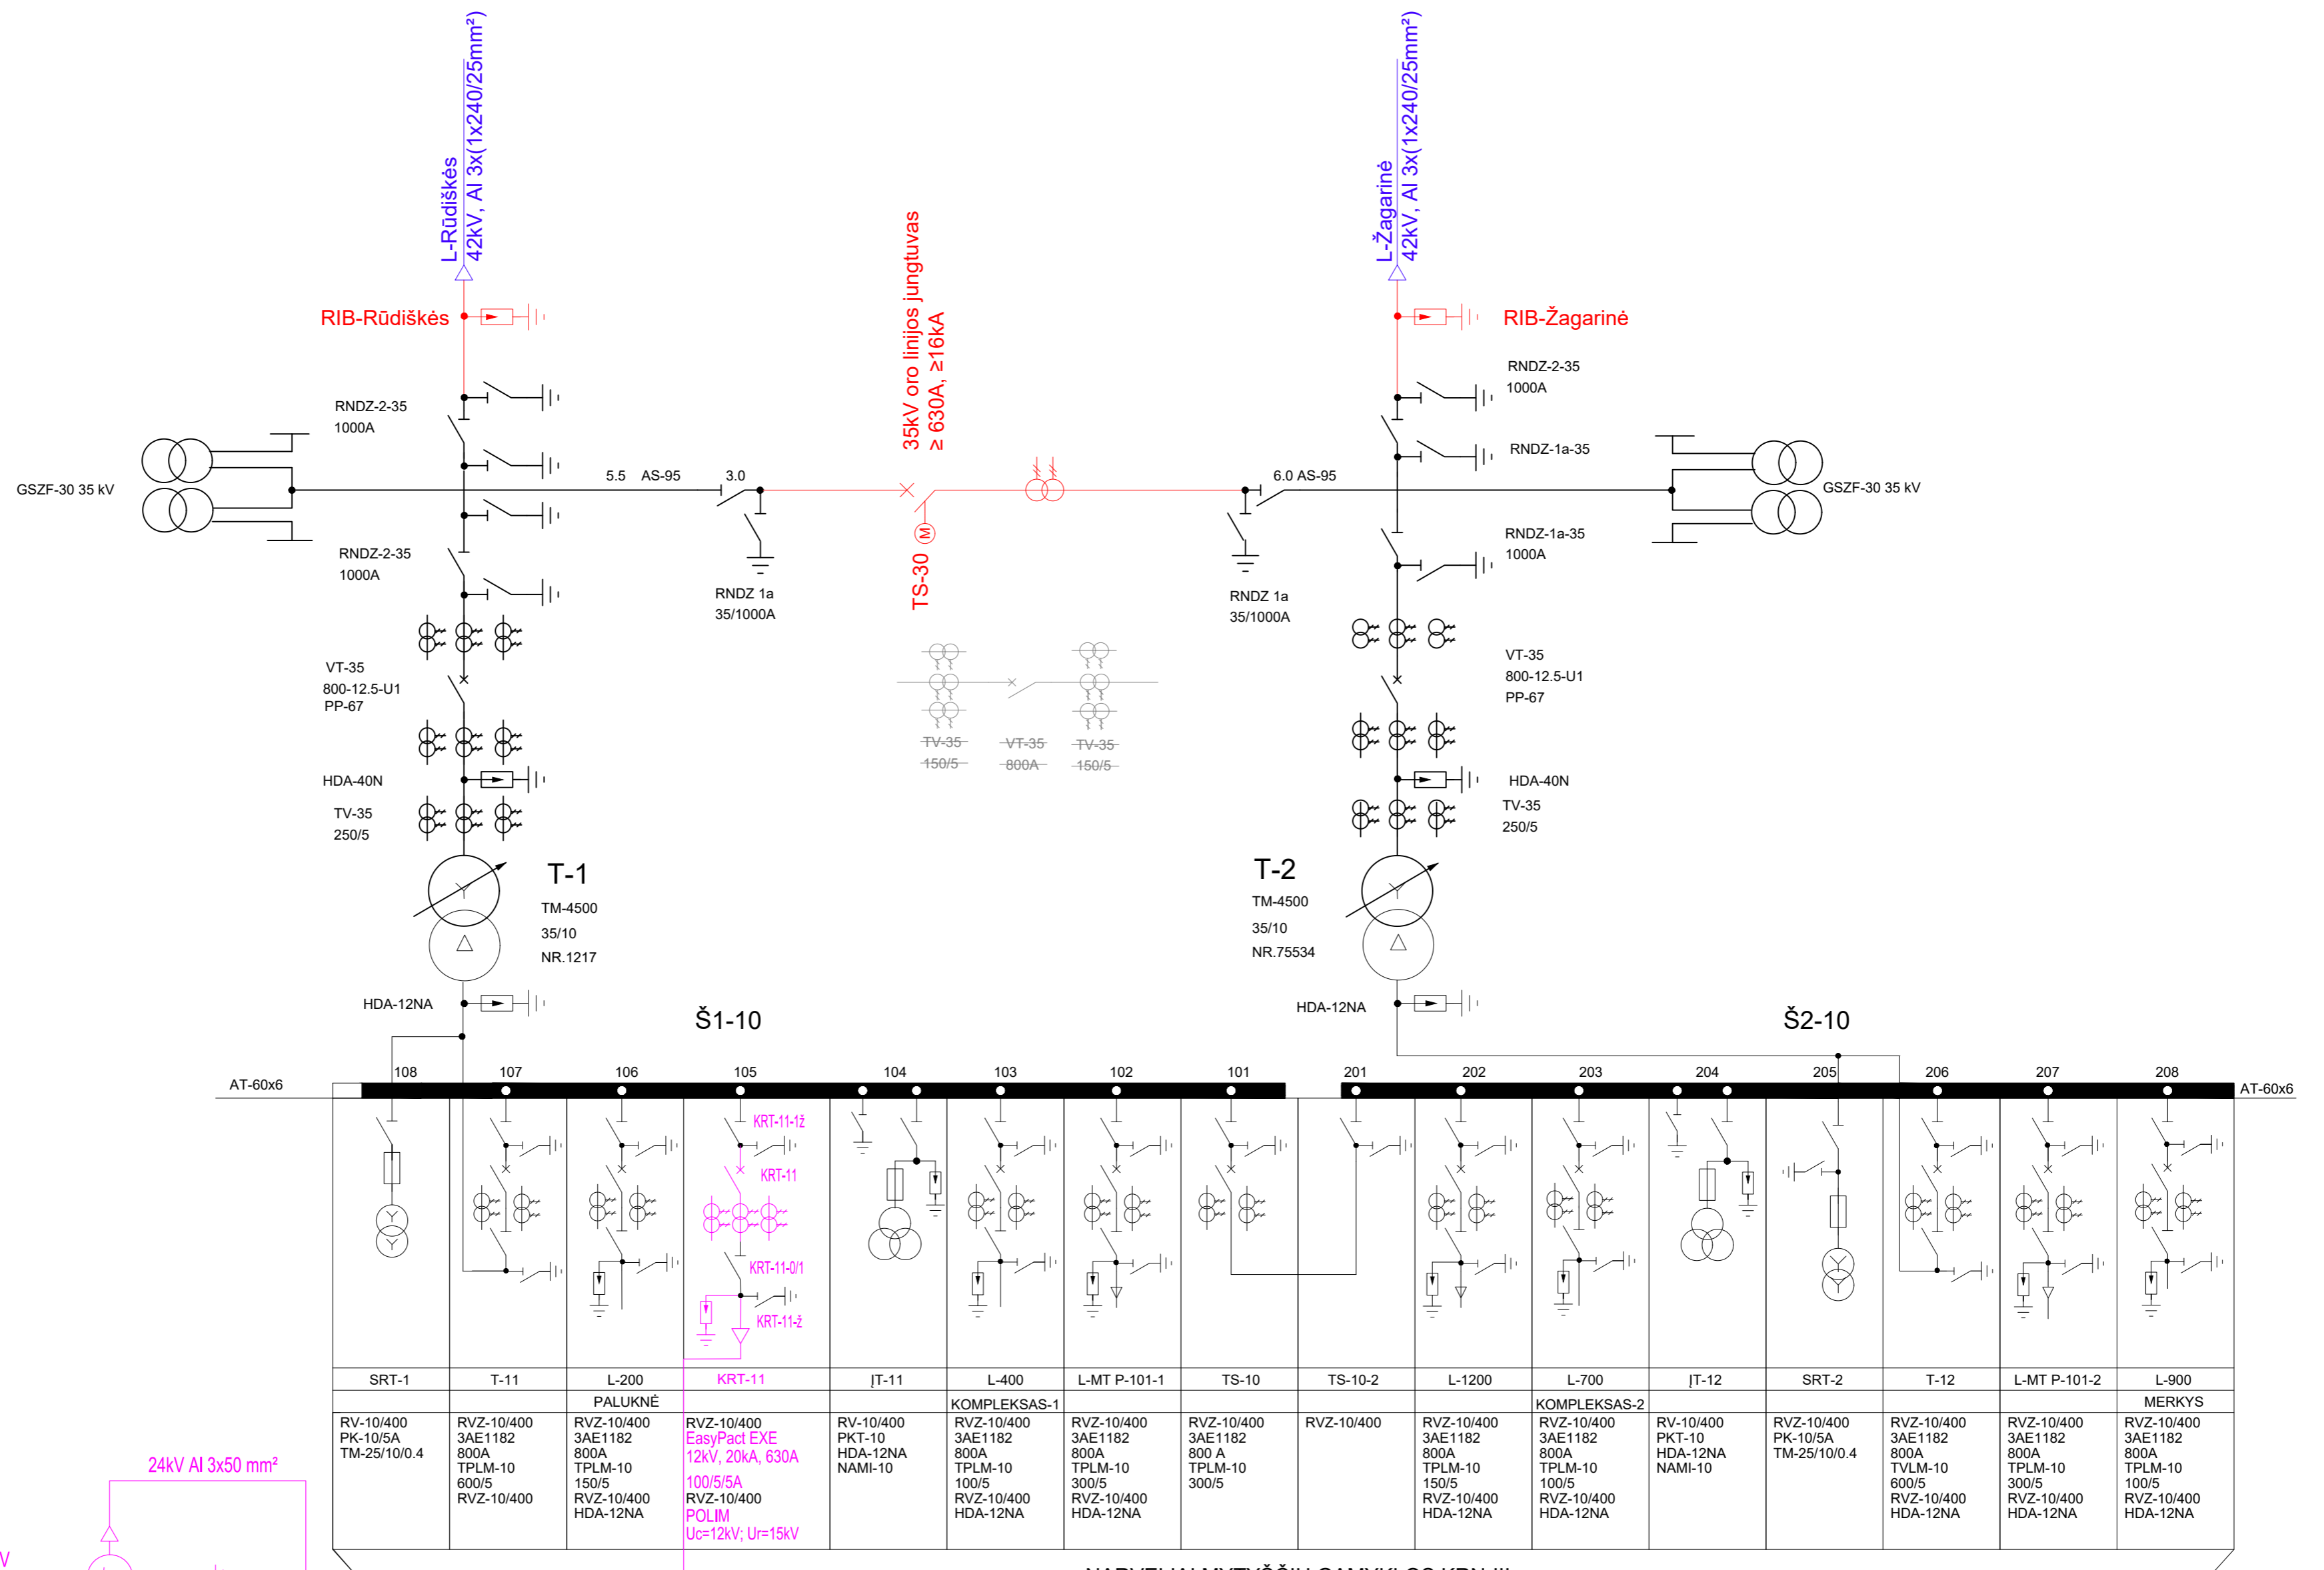 L-Rūdiškės
42kV, Al 3x(1x240/25mm²)
L-Žagarinė
42kV, Al 3x(1x240/25mm²)
RIB-Rūdiškės
35kV oro linijos jungtuvas
≥ 630A, ≥16kA
RIB-Žagarinė
RNDZ-2-35
1000A
RNDZ-2-35
1000A
RNDZ-1a-35
GSZF-30 35 kV
5.5 AS-95
3.0
6.0 AS-95
GSZF-30 35 kV
RNDZ-2-35
1000A
M
TS-30
RNDZ-1a-35
1000A
RNDZ 1a
35/1000A
RNDZ 1a
35/1000A
VT-35
800-12.5-U1
PP-67
VT-35
800-12.5-U1
PP-67
TV-35
150/5
VT-35
800A
TV-35
150/5
HDA-40N
TV-35
250/5
HDA-40N
TV-35
250/5
T-1
TM-4500
35/10
NR.1217
T-2
TM-4500
35/10
NR.75534
HDA-12NA
Š1-10
HDA-12NA
Š2-10
AT-60x6
108
107
106
105
104
103
102
101
201
202
203
204
205
206
207
208
AT-60x6
KRT-11-1ž
KRT-11
KRT-11-0/1
KRT-11-ž
SRT-1
T-11
L-200
KRT-11
ĮT-11
L-400
L-MT P-101-1
TS-10
TS-10-2
L-1200
L-700
ĮT-12
SRT-2
T-12
L-MT P-101-2
L-900
PALUKNĖ
KOMPLEKSAS-1
KOMPLEKSAS-2
MERKYS
RV-10/400
PK-10/5A
TM-25/10/0.4
RVZ-10/400
3AE1182
800A
TPLM-10
600/5
RVZ-10/400
RVZ-10/400
3AE1182
800A
TPLM-10
150/5
RVZ-10/400
HDA-12NA
RVZ-10/400
EasyPact EXE
12kV, 20kA, 630A
100/5/5A
RVZ-10/400
POLIM
Uc=12kV; Ur=15kV
RV-10/400
PKT-10
HDA-12NA
NAMI-10
RVZ-10/400
3AE1182
800A
TPLM-10
100/5
RVZ-10/400
HDA-12NA
RVZ-10/400
3AE1182
800A
TPLM-10
300/5
RVZ-10/400
HDA-12NA
RVZ-10/400
3AE1182
800 A
TPLM-10
300/5
RVZ-10/400
RVZ-10/400
3AE1182
800A
TPLM-10
150/5
RVZ-10/400
HDA-12NA
RVZ-10/400
3AE1182
800A
TPLM-10
100/5
RVZ-10/400
HDA-12NA
RV-10/400
PKT-10
HDA-12NA
NAMI-10
RVZ-10/400
PK-10/5A
TM-25/10/0.4
RVZ-10/400
3AE1182
800A
TVLM-10
600/5
RVZ-10/400
HDA-12NA
RVZ-10/400
3AE1182
800A
TPLM-10
300/5
RVZ-10/400
HDA-12NA
RVZ-10/400
3AE1182
800A
TPLM-10
100/5
RVZ-10/400
HDA-12NA
24kV Al 3x50 mm²
V